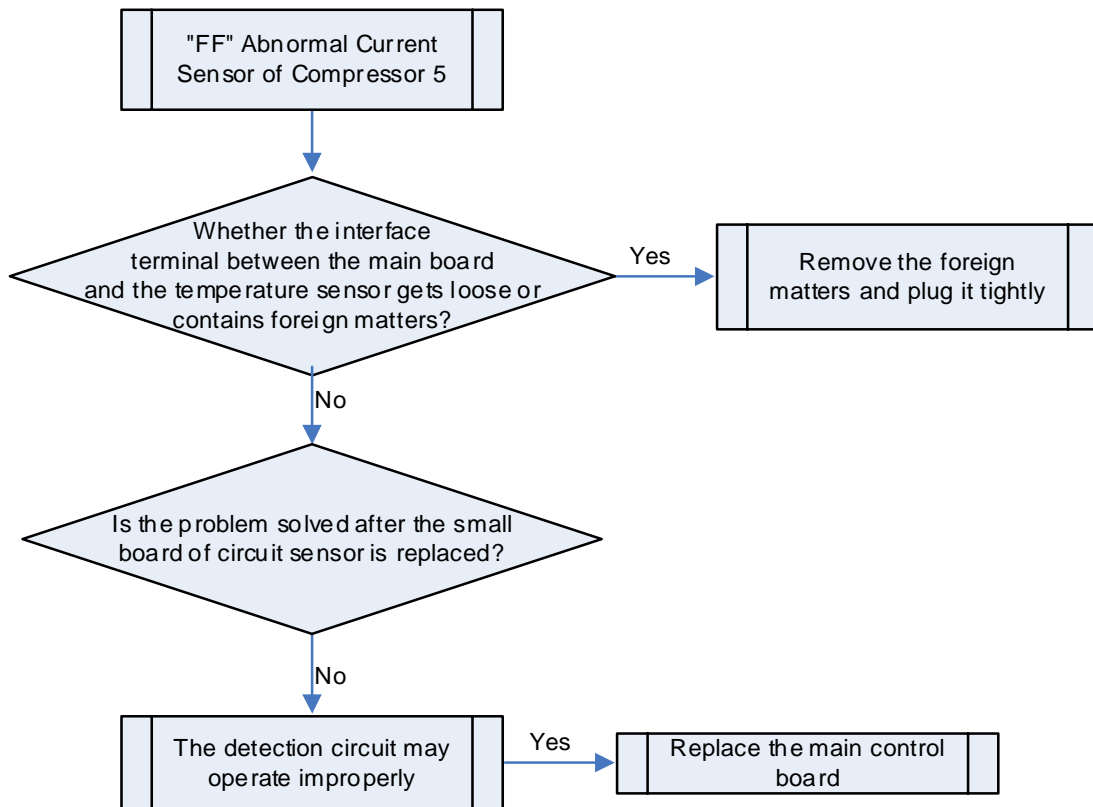 "FF" Abnormal Current
Sensor of Compressor 5
Whether the interface
terminal between the main board
and the temperature sensor gets loose or
contains foreign matters?
Yes
Remove the foreign
matters and plug it tightly
No
Is the problem solved after the small
board of circuit sensor is replaced?
No
The detection circuit may
operate improperly
Yes
Replace the main control
board